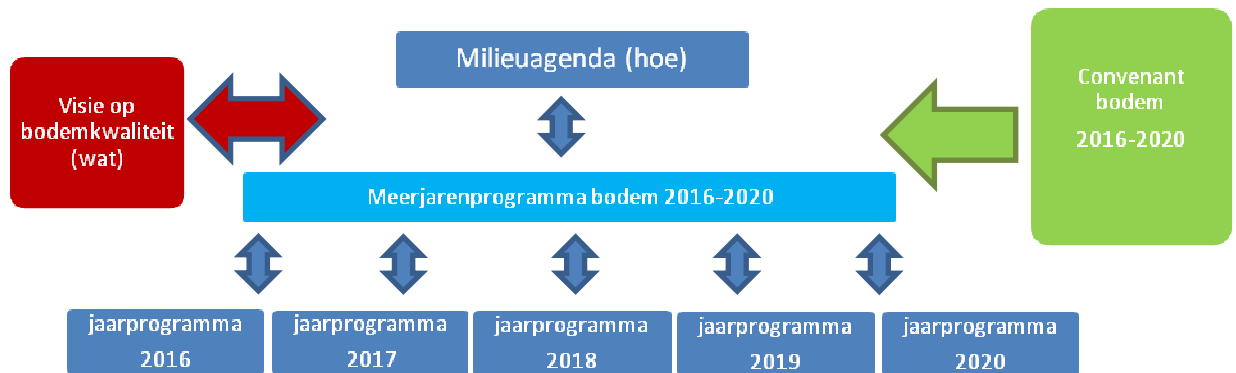 Milieuagenda (hoe)
Visie op
bodemkwaliteit
(wat)
Convenant
bodem
2016-2020
Meerjarenprogramma bodem 2016-2020
jaarprogramma
2016
jaarprogramma
2017
jaarprogramma
2018
jaarprogramma
2019
jaarprogramma
2020